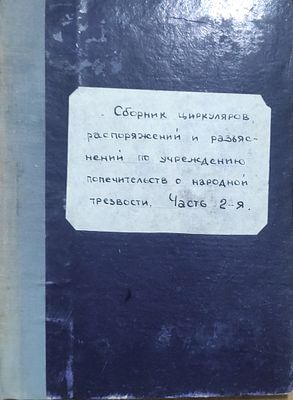 Сборник циркуляров,
распоряжений и разъяс-
нений по учреждению
попечительств о народной
трезвости. Часть 2-я.